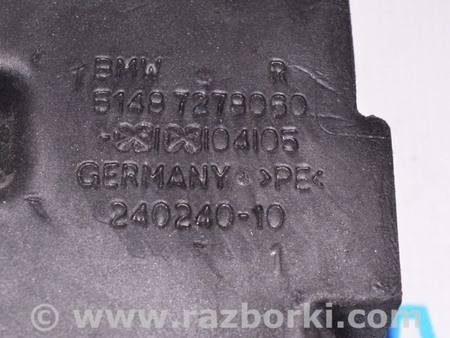 BMW R
5148 7278060
104105
GERMANY >PE<
240240-10
1
www.razborki.com